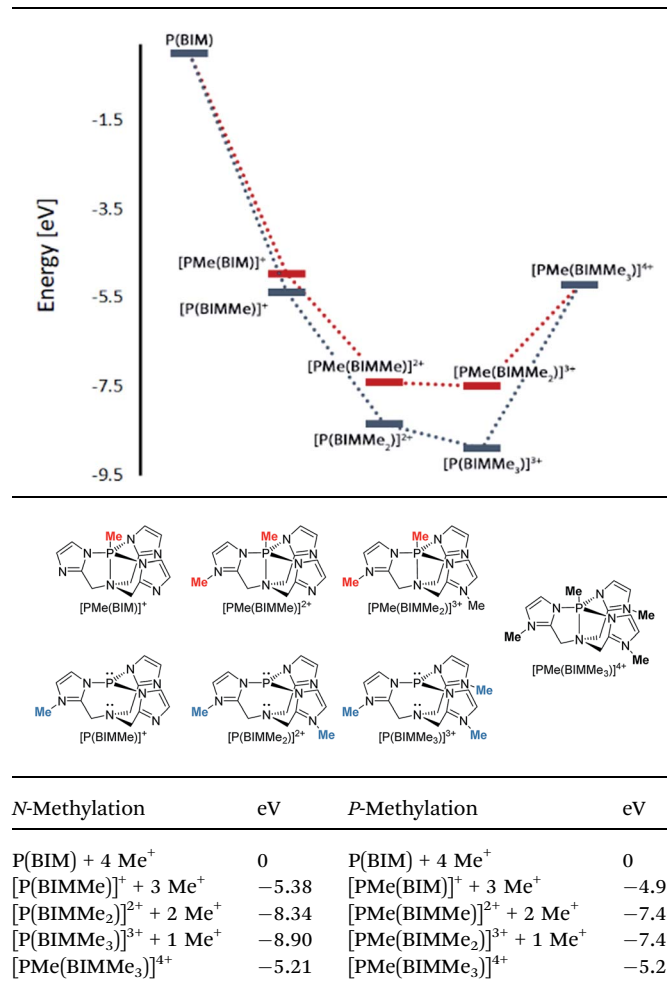 P(BIM)
-1.5
-3.5
-5.5
-7.5
-9.5
Energy [eV]
[PMe(BIM)]⁺
[P(BIMMe)]⁺
[PMe(BIMMe)]²⁺
[P(BIMMe₂)]²⁺
[PMe(BIMMe₂)]³⁺
[P(BIMMe₃)]³⁺
[PMe(BIMMe₃)]⁴⁺
Me
N
P
N
N
N
N
N
N
[PMe(BIM)]⁺
Me
N
P
N
N
N
N
N
N
Me
[PMe(BIMMe)]²⁺
Me
N
P
N
N
N
N
N
N
Me
Me
[PMe(BIMMe₂)]³⁺
Me
N
P
N
N
N
N
N
N
Me
Me
Me
[PMe(BIMMe₃)]⁴⁺
N
P
N
N
N
N
N
N
Me
[P(BIMMe)]⁺
N
P
N
N
N
N
N
N
Me
Me
[P(BIMMe₂)]²⁺
N
P
N
N
N
N
N
N
Me
Me
Me
[P(BIMMe₃)]³⁺
N-Methylation eV P-Methylation eV
P(BIM) + 4 Me⁺ 0 P(BIM) + 4 Me⁺ 0
[P(BIMMe)]⁺ + 3 Me⁺ −5.38 [PMe(BIM)]⁺ + 3 Me⁺ −4.9
[P(BIMMe₂)]²⁺ + 2 Me⁺ −8.34 [PMe(BIMMe)]²⁺ + 2 Me⁺ −7.4
[P(BIMMe₃)]³⁺ + 1 Me⁺ −8.90 [PMe(BIMMe₂)]³⁺ + 1 Me⁺ −7.4
[PMe(BIMMe₃)]⁴⁺ −5.21 [PMe(BIMMe₃)]⁴⁺ −5.2